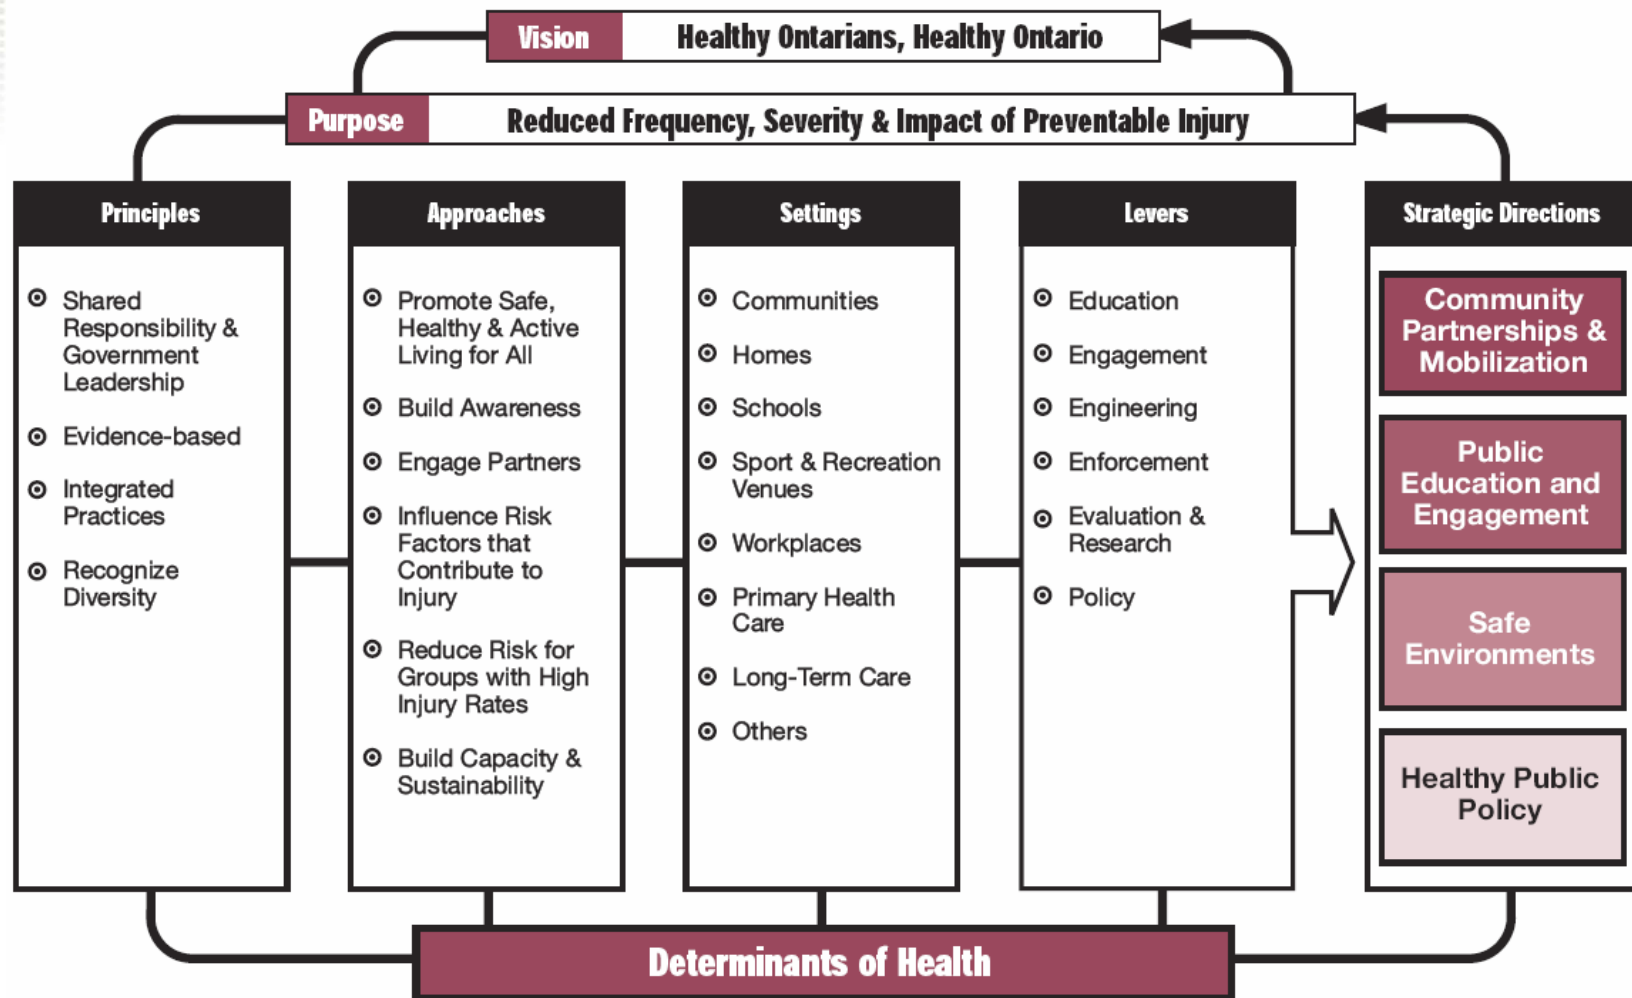 Vision Healthy Ontarians, Healthy Ontario
Purpose Reduced Frequency, Severity & Impact of Preventable Injury
Principles
Shared
Responsibility &
Government
Leadership
Evidence-based
Integrated
Practices
Recognize
Diversity
Approaches
Promote Safe,
Healthy & Active
Living for All
Build Awareness
Engage Partners
Influence Risk
Factors that
Contribute to
Injury
Reduce Risk for
Groups with High
Injury Rates
Build Capacity &
Sustainability
Settings
Communities
Homes
Schools
Sport & Recreation
Venues
Workplaces
Primary Health
Care
Long-Term Care
Others
Levers
Education
Engagement
Engineering
Enforcement
Evaluation &
Research
Policy
Strategic Directions
Community
Partnerships &
Mobilization
Public
Education and
Engagement
Safe
Environments
Healthy Public
Policy
Determinants of Health